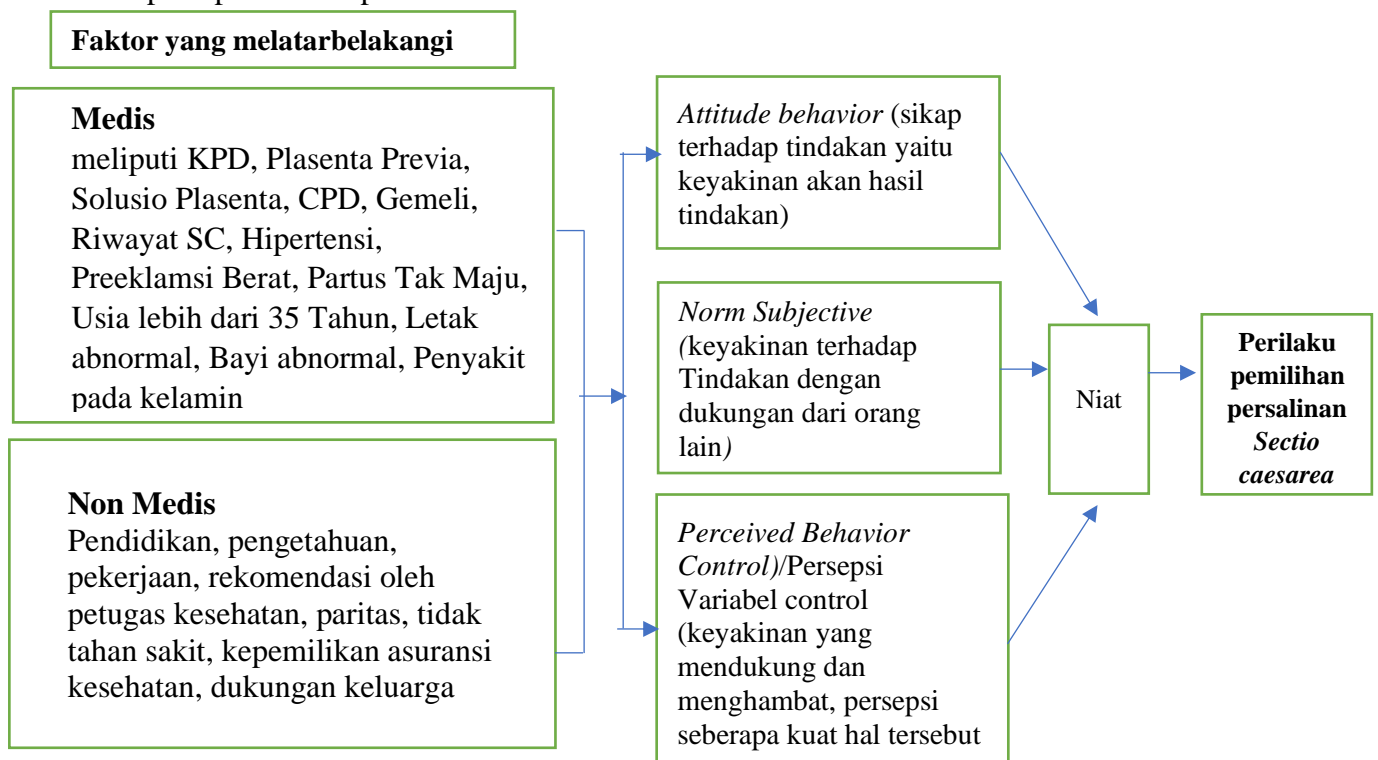 Faktor yang melatarbelakangi
Medis
meliputi KPD, Plasenta Previa,
Solusio Plasenta, CPD, Gemeli,
Riwayat SC, Hipertensi,
Preeklamsi Berat, Partus Tak Maju,
Usia lebih dari 35 Tahun, Letak
abnormal, Bayi abnormal, Penyakit
pada kelamin
Non Medis
Pendidikan, pengetahuan,
pekerjaan, rekomendasi oleh
petugas kesehatan, paritas, tidak
tahan sakit, kepemilikan asuransi
kesehatan, dukungan keluarga
Attitude behavior (sikap
terhadap tindakan yaitu
keyakinan akan hasil
tindakan)
Norm Subjective
(keyakinan terhadap
Tindakan dengan
dukungan dari orang
lain)
Perceived Behavior
Control)/Persepsi
Variabel control
(keyakinan yang
mendukung dan
menghambat, persepsi
seberapa kuat hal tersebut
Niat
Perilaku
pemilihan
persalinan
Sectio
caesarea